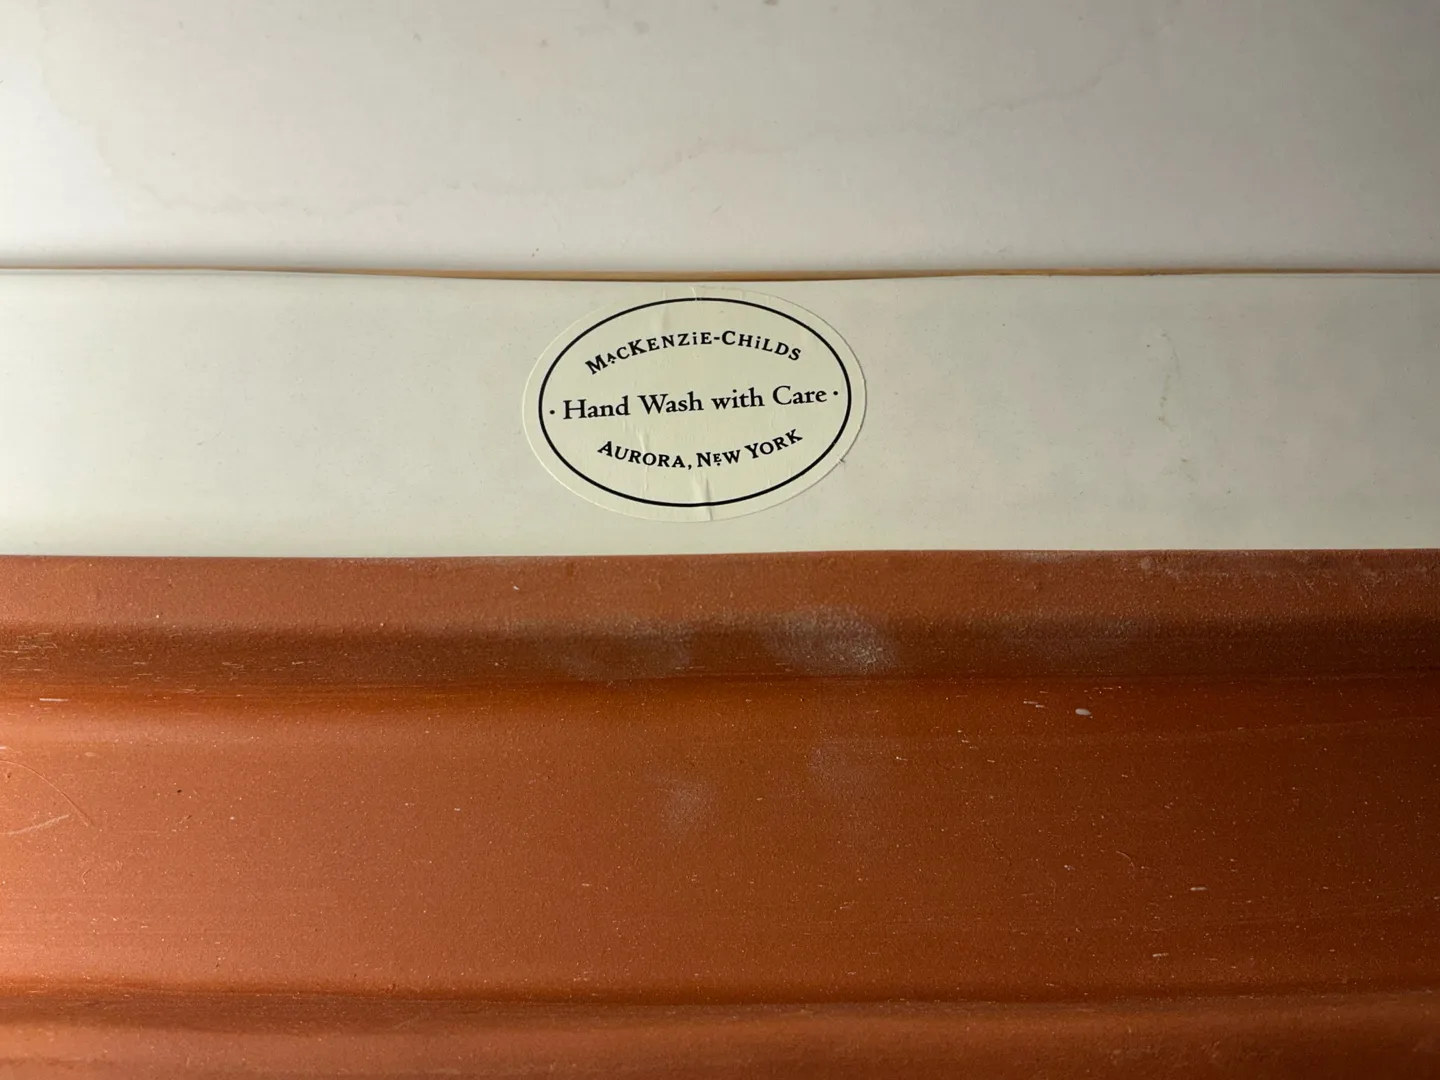 MacKENZiE-CHiLDS
· Hand Wash with Care ·
AURORA, NEW YORK